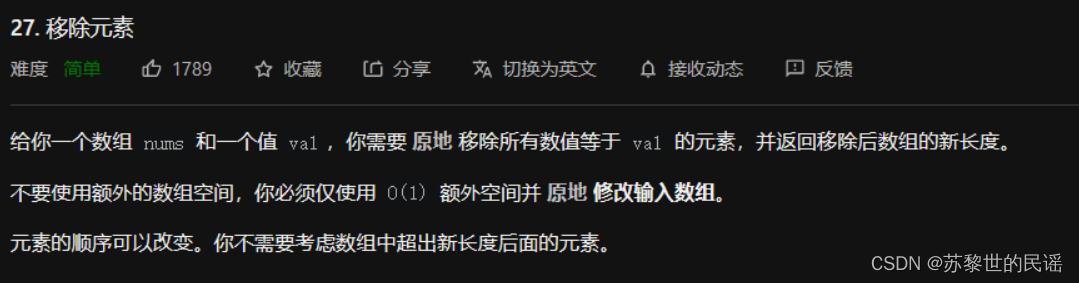 27. 移除元素
难度 简单 1789 收藏 分享 切换为英文 接收动态 反馈
给你一个数组 nums 和一个值 val ，你需要 原地 移除所有数值等于 val 的元素，并返回移除后数组的新长度。
不要使用额外的数组空间，你必须仅使用 O(1) 额外空间并 原地 修改输入数组。
元素的顺序可以改变。你不需要考虑数组中超出新长度后面的元素。
CSDN @苏黎世的民谣